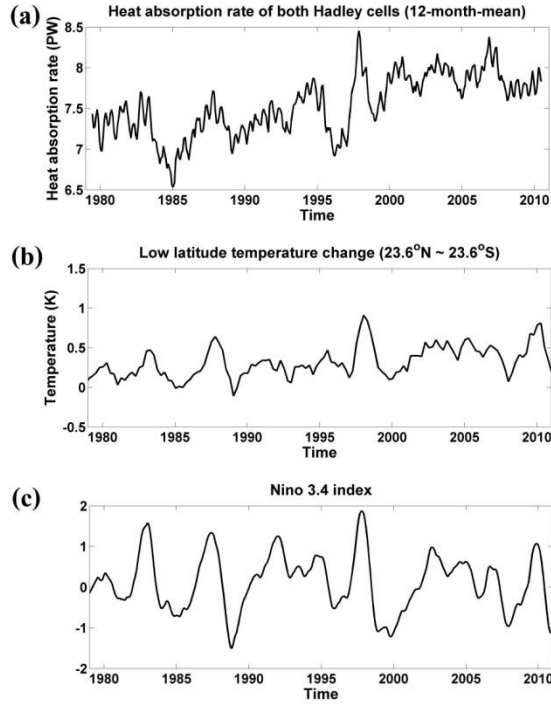 (a)
Heat absorption rate of both Hadley cells (12-month-mean)
Heat absorption rate (PW)
8.5
8
7.5
7
6.5
1980 1985 1990 1995 2000 2005 2010
Time
(b)
Low latitude temperature change (23.6°N ~ 23.6°S)
Temperature (K)
1.5
1
0.5
0
-0.5
1980 1985 1990 1995 2000 2005 2010
Time
(c)
Nino 3.4 index
2
1
0
-1
-2
1980 1985 1990 1995 2000 2005 2010
Time